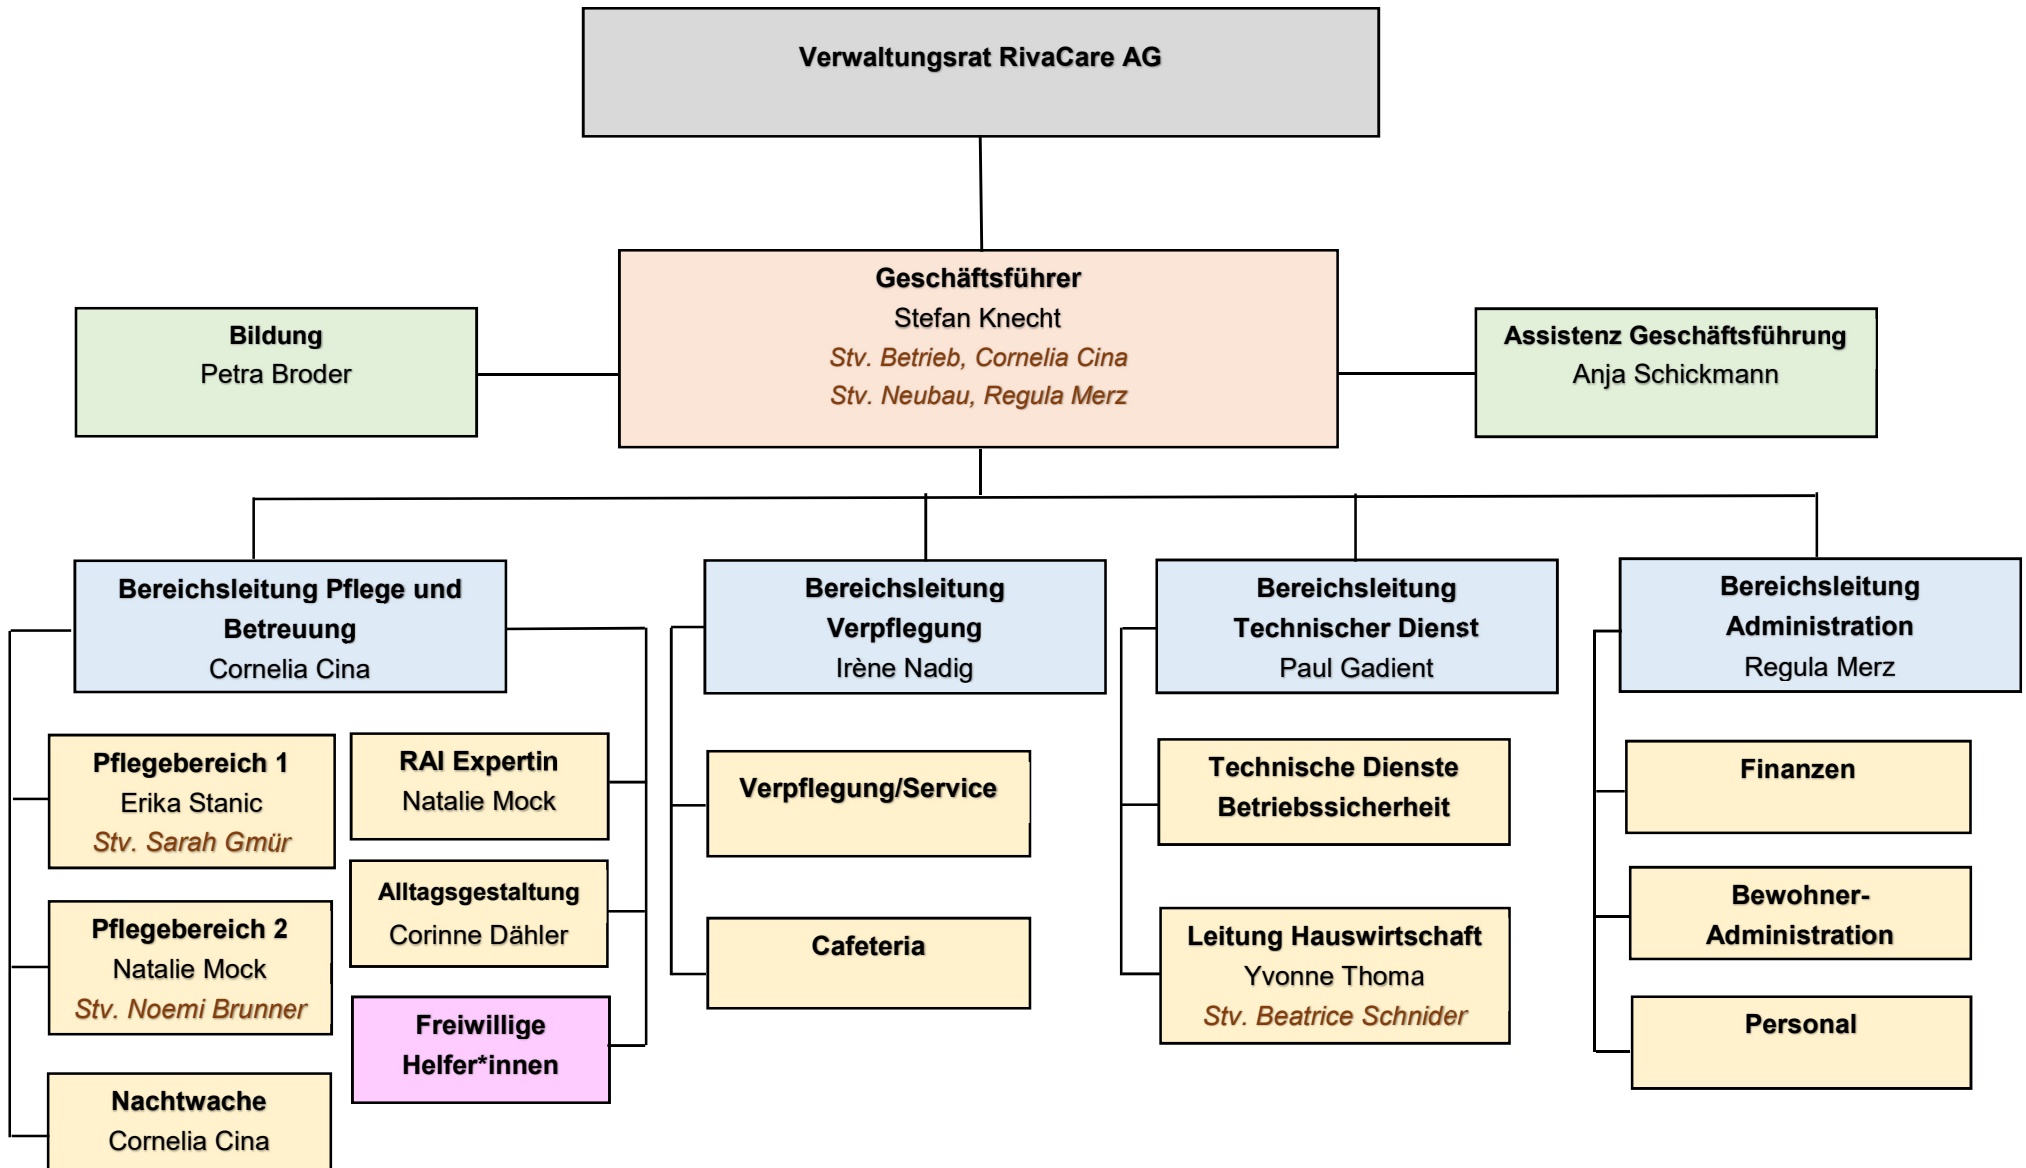 Verwaltungsrat RivaCare AG
Geschäftsführer
Stefan Knecht
Stv. Betrieb, Cornelia Cina
Stv. Neubau, Regula Merz
Bildung
Petra Broder
Assistenz Geschäftsführung
Anja Schickmann
Bereichsleitung Pflege und
Betreuung
Cornelia Cina
Bereichsleitung
Verpflegung
Irène Nadig
Bereichsleitung
Technischer Dienst
Paul Gadient
Bereichsleitung
Administration
Regula Merz
Pflegebereich 1
Erika Stanic
Stv. Sarah Gmür
Pflegebereich 2
Natalie Mock
Stv. Noemi Brunner
Nachtwache
Cornelia Cina
RAI Expertin
Natalie Mock
Alltagsgestaltung
Corinne Dähler
Freiwillige
Helfer*innen
Verpflegung/Service
Cafeteria
Technische Dienste
Betriebssicherheit
Leitung Hauswirtschaft
Yvonne Thoma
Stv. Beatrice Schnider
Finanzen
Bewohner-
Administration
Personal